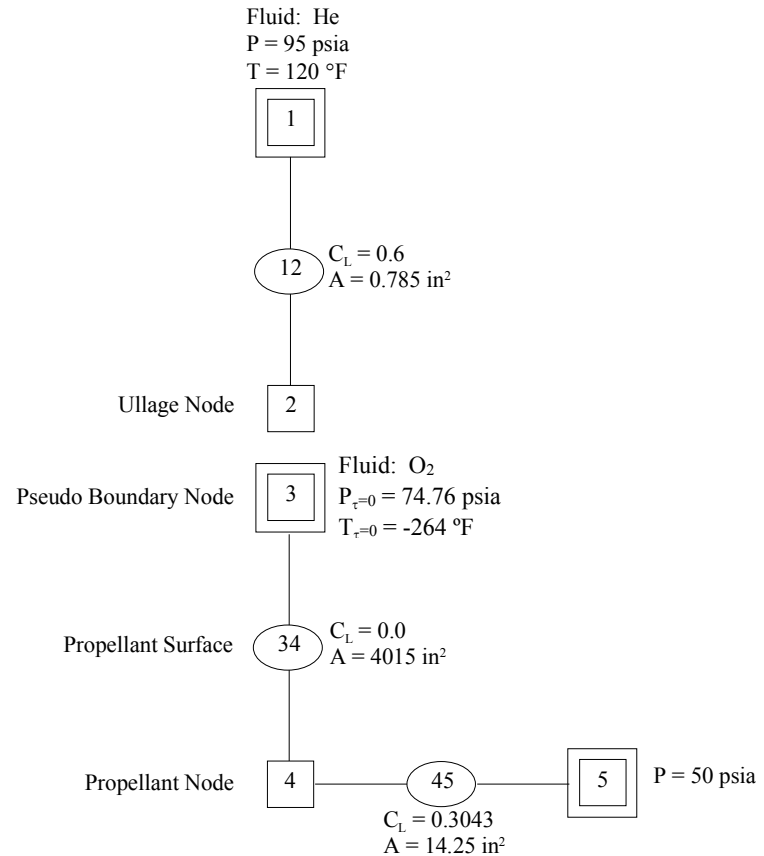 Fluid: He
P = 95 psia
T = 120 °F
1
12
C_L = 0.6
A = 0.785 in²
Ullage Node
2
Pseudo Boundary Node
3
Fluid: O₂
P_τ=0 = 74.76 psia
T_τ=0 = -264 ºF
Propellant Surface
34
C_L = 0.0
A = 4015 in²
Propellant Node
4
45
5
P = 50 psia
C_L = 0.3043
A = 14.25 in²